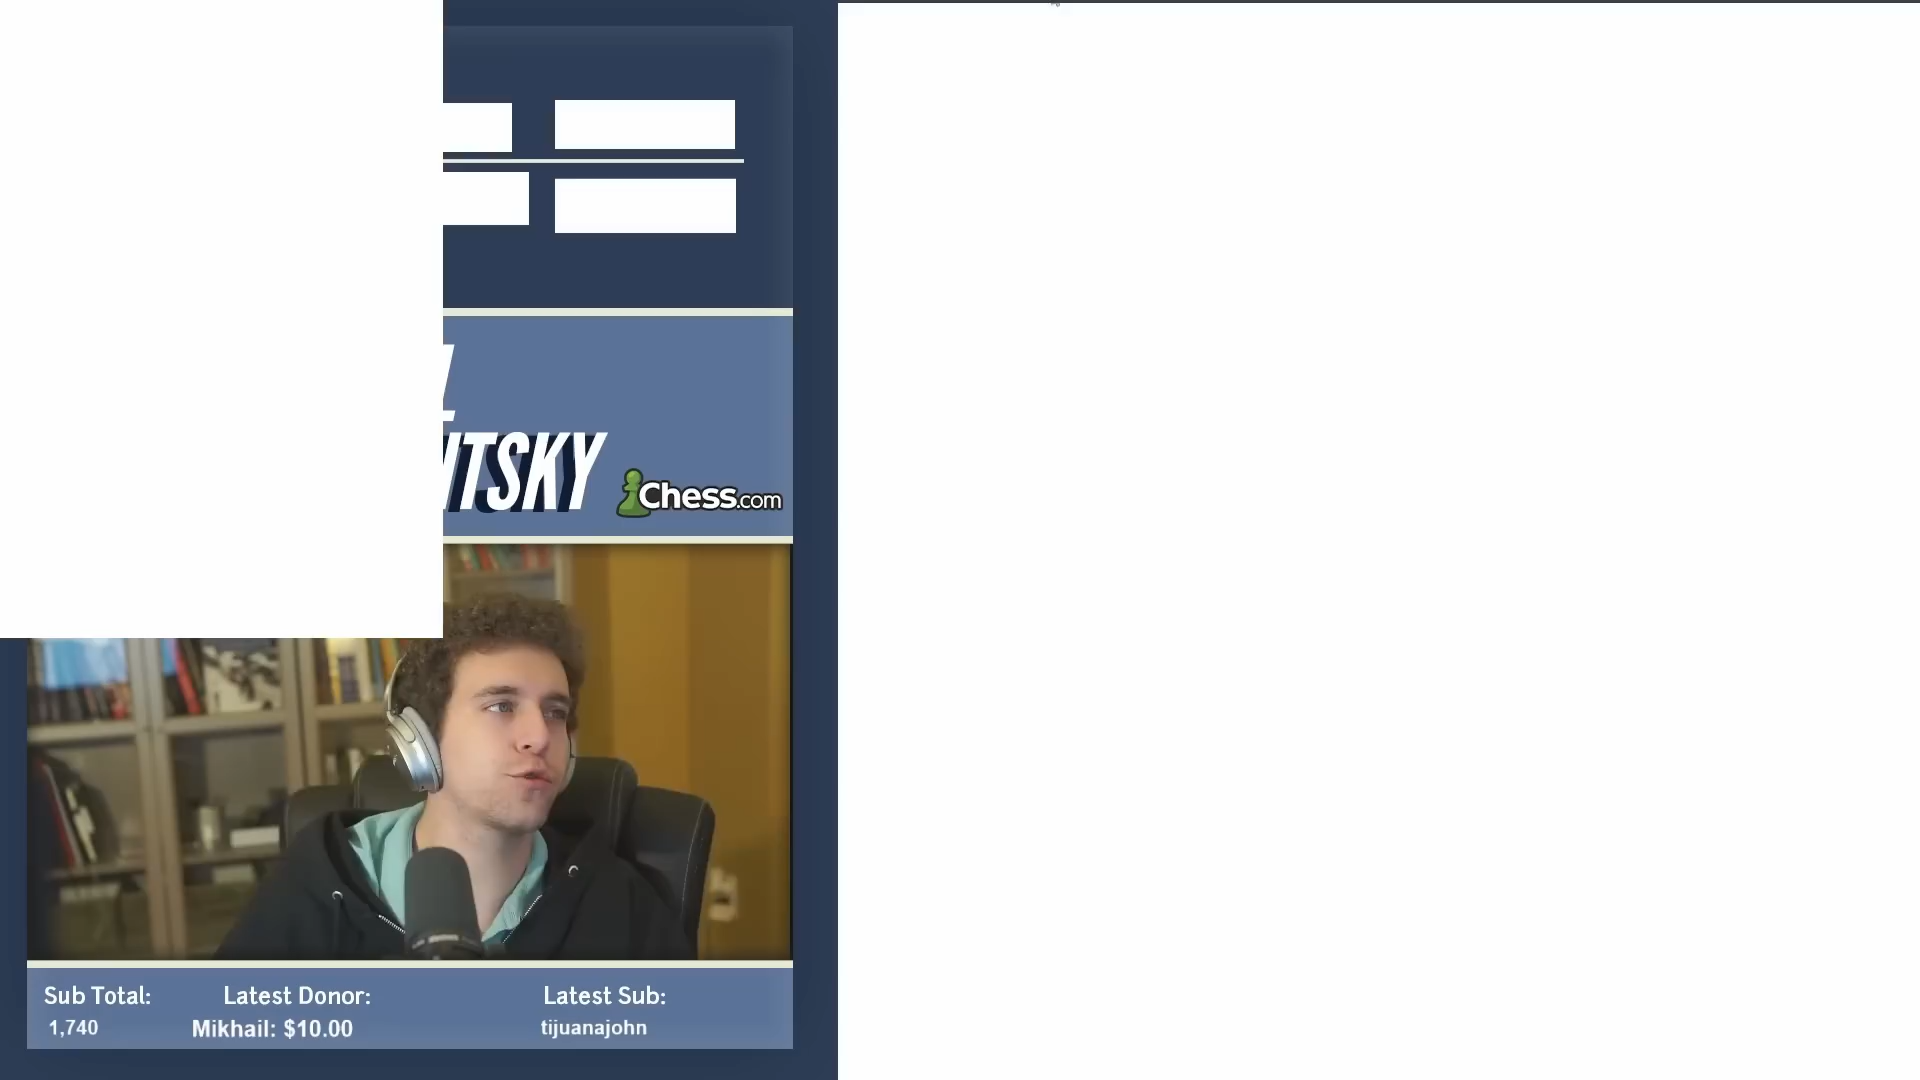 ITSKY
Chess.com
Sub Total:
Latest Donor:
Latest Sub:
1,740
Mikhail: $10.00
tijuanajohn